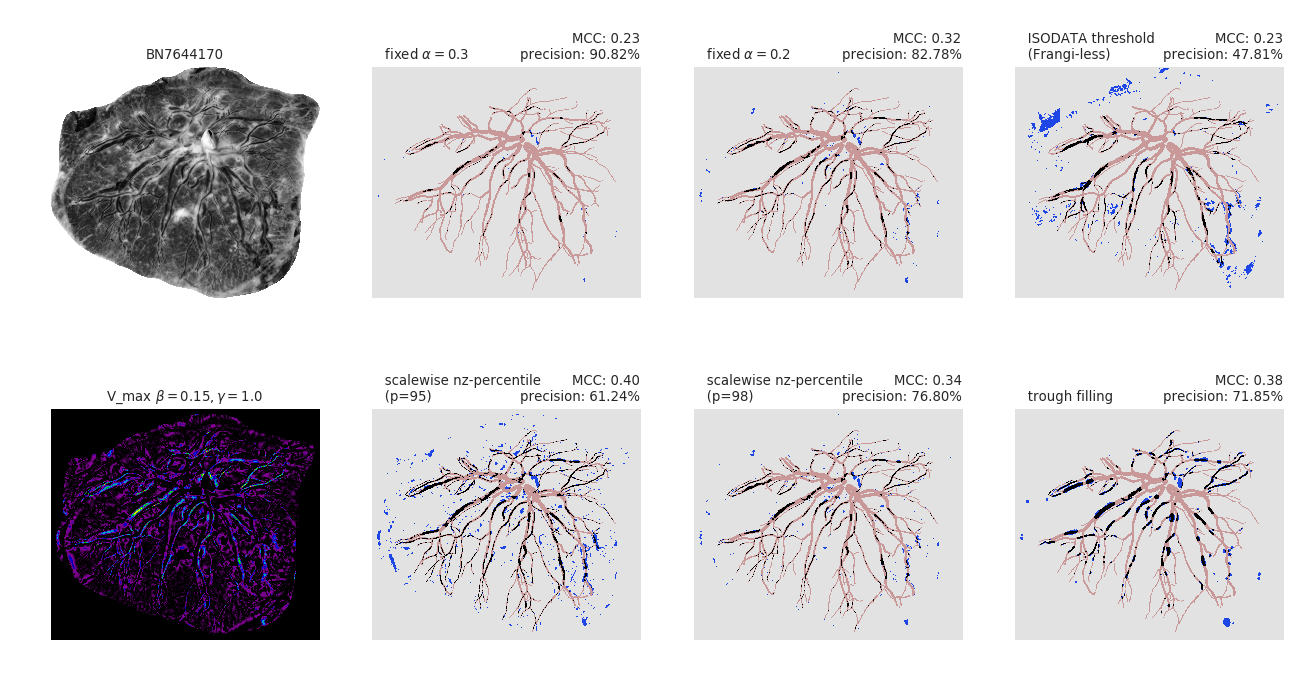 BN7644170
fixed α = 0.3
MCC: 0.23
precision: 90.82%
fixed α = 0.2
MCC: 0.32
precision: 82.78%
ISODATA threshold
(Frangi-less)
MCC: 0.23
precision: 47.81%
V_max β = 0.15, γ = 1.0
scalewise nz-percentile
(p=95)
MCC: 0.40
precision: 61.24%
scalewise nz-percentile
(p=98)
MCC: 0.34
precision: 76.80%
trough filling
MCC: 0.38
precision: 71.85%